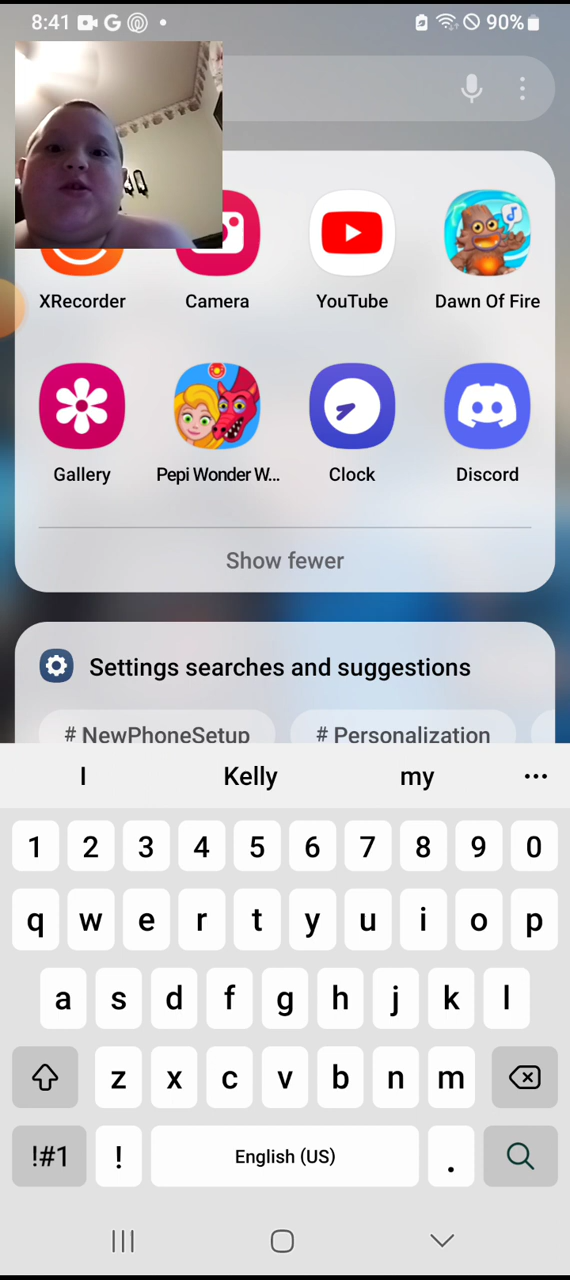 8:41 G 90%
XRecorder Camera YouTube Dawn Of Fire
Gallery Pepi Wonder W... Clock Discord
Show fewer
Settings searches and suggestions
# NewPhoneSetup # Personalization
I Kelly my ...
1 2 3 4 5 6 7 8 9 0
q w e r t y u i o p
a s d f g h j k l
z x c v b n m
!#1 ! English (US) .